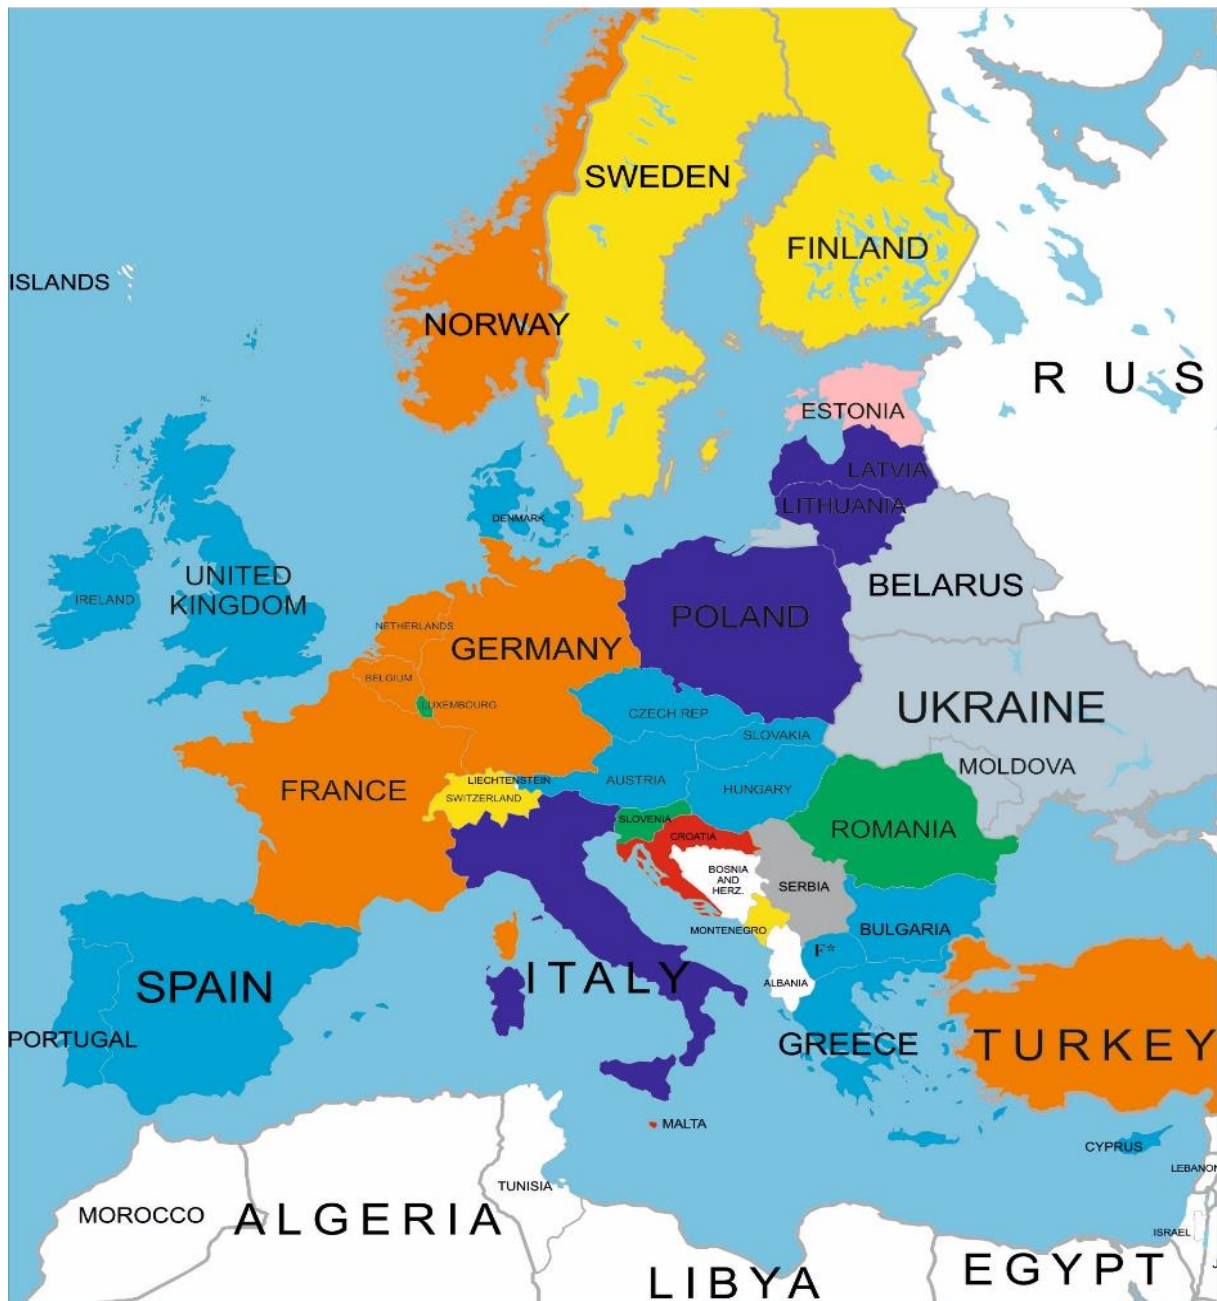 SWEDEN
FINLAND
ISLANDS
NORWAY
R U S
ESTONIA
LATVIA
LITHUANIA
DENMARK
BELARUS
UNITED
KINGDOM
IRELAND
POLAND
NETHERLANDS
GERMANY
BELGIUM
LUXEMBOURG
UKRAINE
CZECH REP
SLOVAKIA
MOLDOVA
LIECHTENSTEIN
AUSTRIA
FRANCE
SWITZERLAND
HUNGARY
SLOVENIA
ROMANIA
CROATIA
BOSNIA
AND
HERZ.
SERBIA
MONTENEGRO
BULGARIA
F*
SPAIN
ITALY
ALBANIA
PORTUGAL
GREECE
TURKEY
MALTA
CYPRUS
LEBANON
TUNISIA
MOROCCO
ALGERIA
ISRAEL
EGYPT
LIBYA